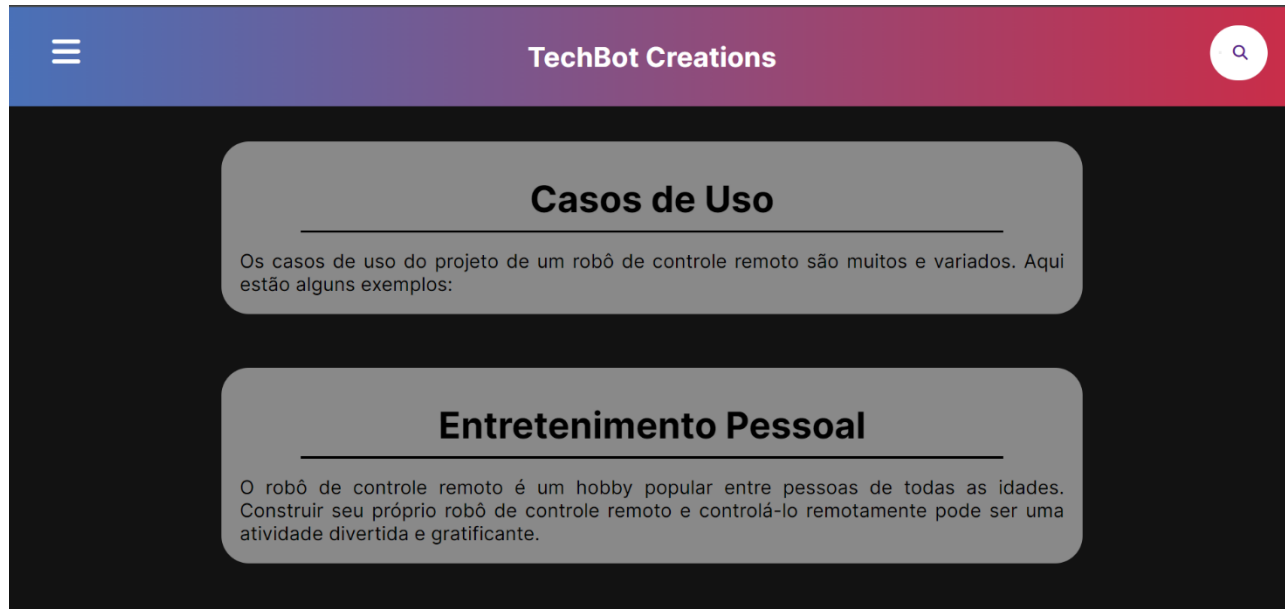 TechBot Creations
Casos de Uso
Os casos de uso do projeto de um robô de controle remoto são muitos e variados. Aqui
estão alguns exemplos:
Entretenimento Pessoal
O robô de controle remoto é um hobby popular entre pessoas de todas as idades.
Construir seu próprio robô de controle remoto e controlá-lo remotamente pode ser uma
atividade divertida e gratificante.